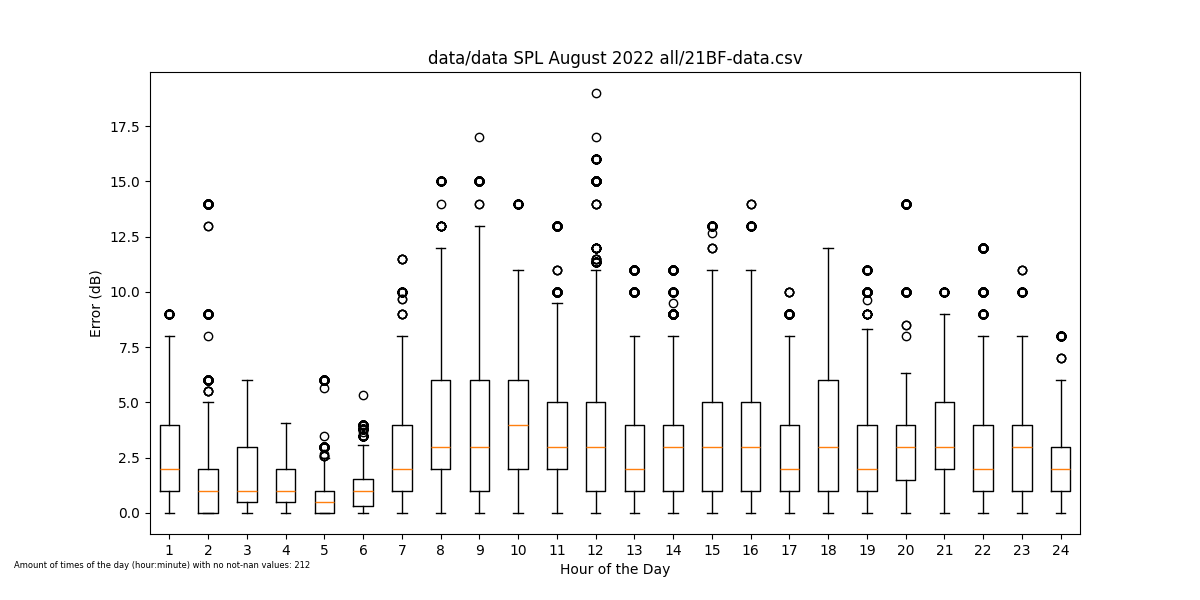 data/data SPL August 2022 all/21BF-data.csv
17.5
15.0
12.5
10.0
7.5
5.0
2.5
0.0
Error (dB)
1 2 3 4 5 6 7 8 9 10 11 12 13 14 15 16 17 18 19 20 21 22 23 24
Hour of the Day
Amount of times of the day (hour:minute) with no not-nan values: 212